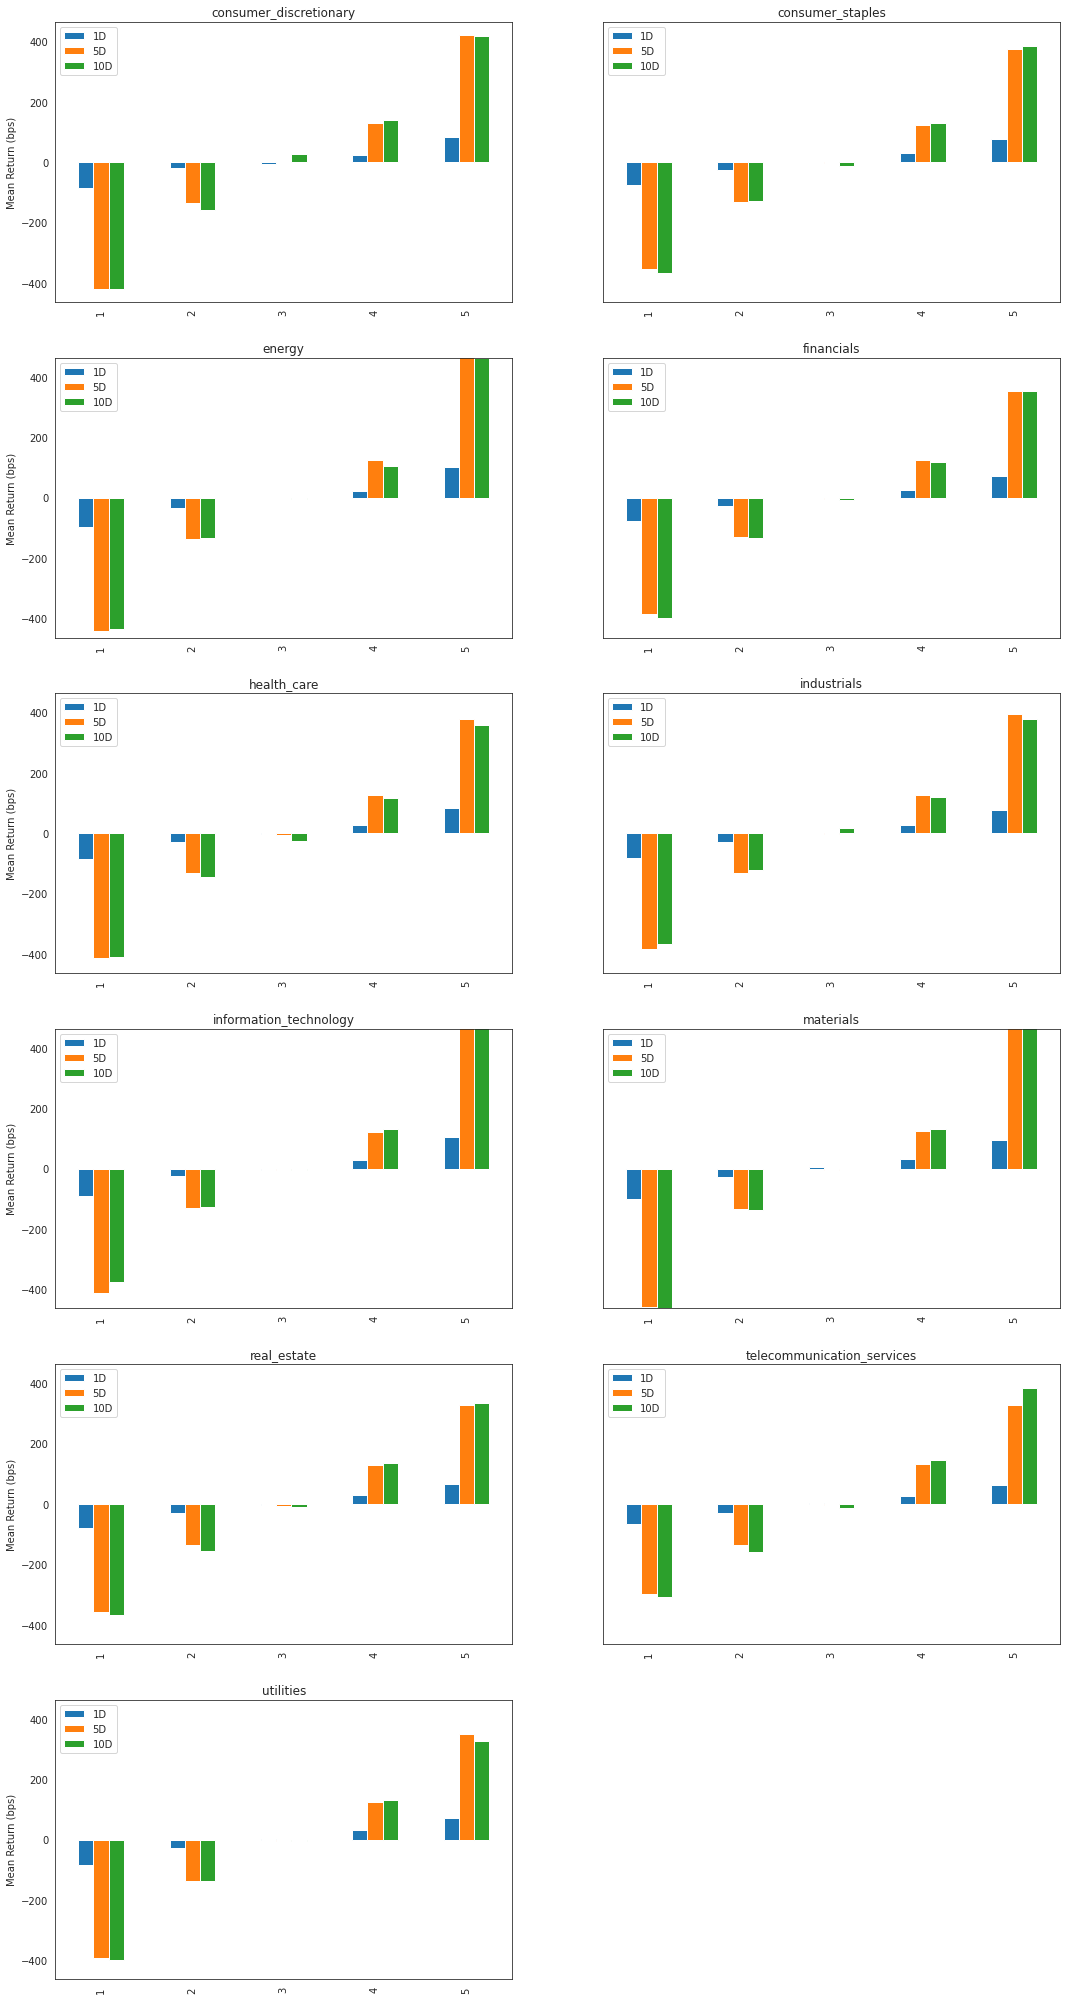 consumer_discretionary
Mean Return (bps)
400
200
0
−200
−400
1D
5D
10D
1 2 3 4 5
consumer_staples
1D
5D
10D
1 2 3 4 5
energy
Mean Return (bps)
400
200
0
−200
−400
1D
5D
10D
1 2 3 4 5
financials
1D
5D
10D
1 2 3 4 5
health_care
Mean Return (bps)
400
200
0
−200
−400
1D
5D
10D
1 2 3 4 5
industrials
1D
5D
10D
1 2 3 4 5
information_technology
Mean Return (bps)
400
200
0
−200
−400
1D
5D
10D
1 2 3 4 5
materials
1D
5D
10D
1 2 3 4 5
real_estate
Mean Return (bps)
400
200
0
−200
−400
1D
5D
10D
1 2 3 4 5
telecommunication_services
1D
5D
10D
1 2 3 4 5
utilities
Mean Return (bps)
400
200
0
−200
−400
1D
5D
10D
1 2 3 4 5